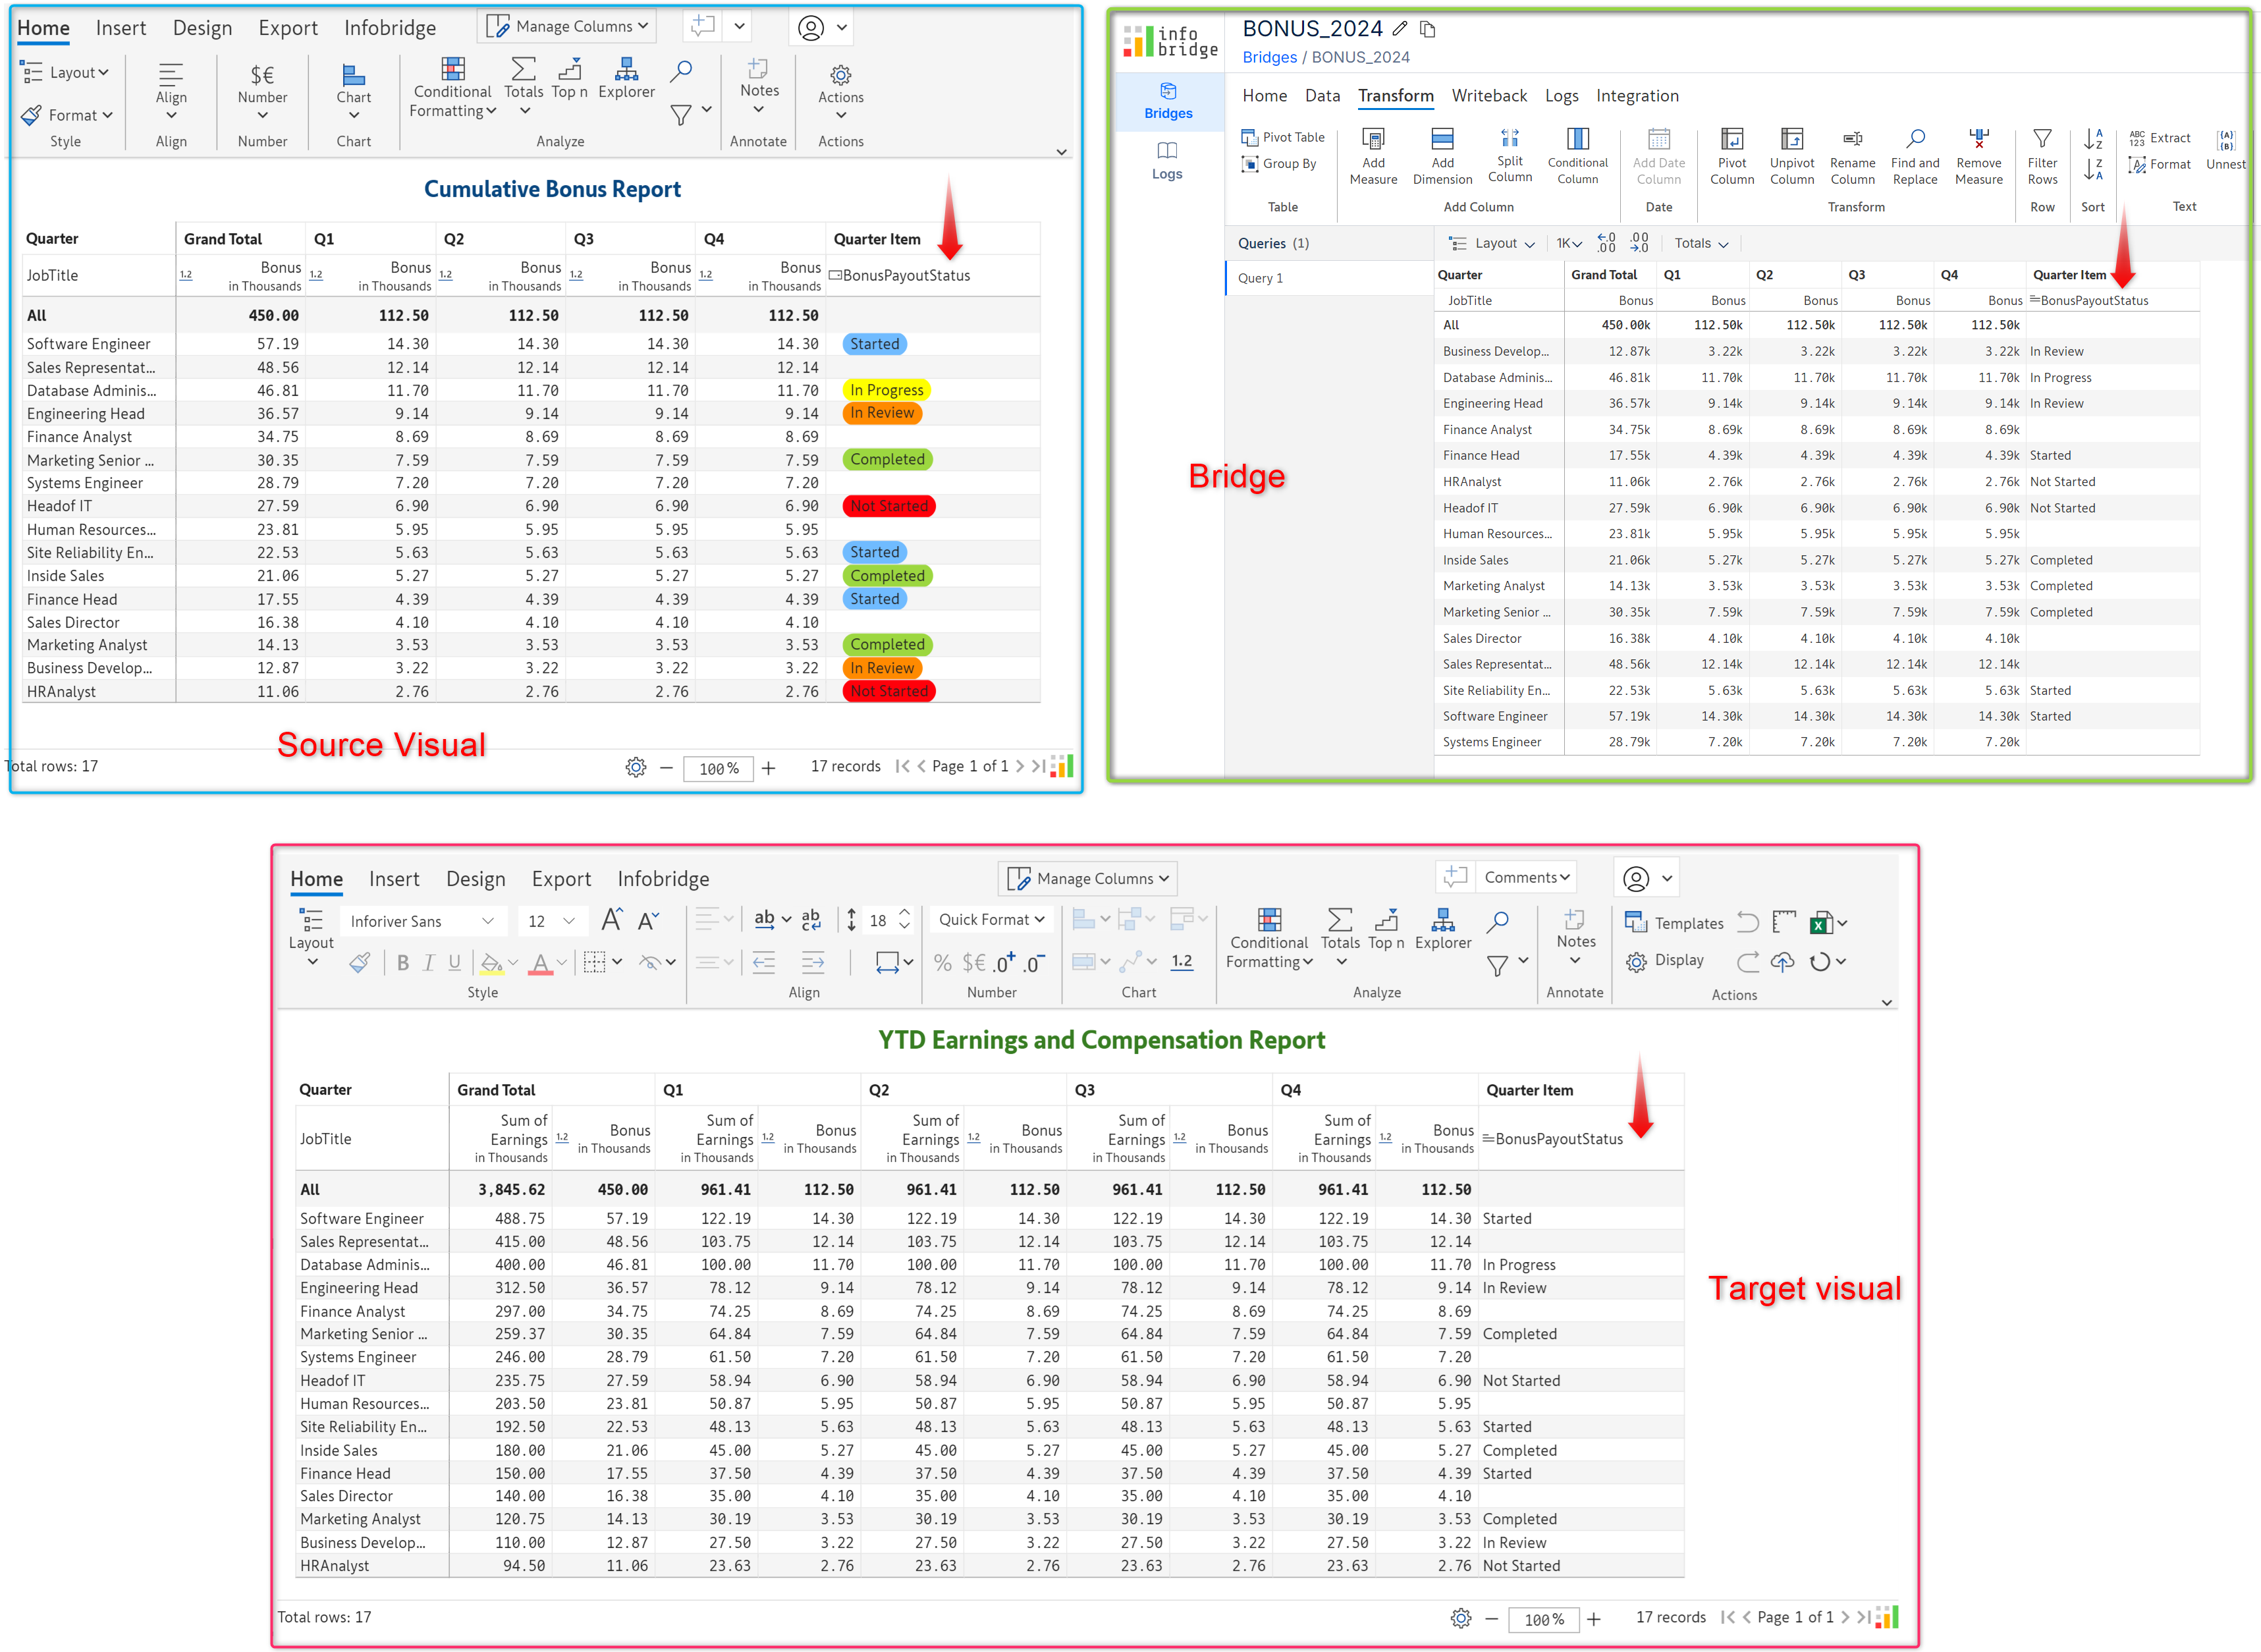 Home Insert Design Export Infobridge Manage Columns
Layout
Format
Style
Align
Align
$€
Number
Number
Chart
Chart
Conditional Formatting Totals Top n Explorer
Analyze
Notes
Annotate
Actions
Actions
Cumulative Bonus Report
Quarter Grand Total Q1 Q2 Q3 Q4 Quarter Item
JobTitle 1.2 Bonus in Thousands 1.2 Bonus in Thousands 1.2 Bonus in Thousands 1.2 Bonus in Thousands 1.2 Bonus in Thousands BonusPayoutStatus
All 450.00 112.50 112.50 112.50 112.50
Software Engineer 57.19 14.30 14.30 14.30 14.30 Started
Sales Representat... 48.56 12.14 12.14 12.14 12.14
Database Adminis... 46.81 11.70 11.70 11.70 11.70 In Progress
Engineering Head 36.57 9.14 9.14 9.14 9.14 In Review
Finance Analyst 34.75 8.69 8.69 8.69 8.69
Marketing Senior ... 30.35 7.59 7.59 7.59 7.59 Completed
Systems Engineer 28.79 7.20 7.20 7.20 7.20
Headof IT 27.59 6.90 6.90 6.90 6.90 Not Started
Human Resources... 23.81 5.95 5.95 5.95 5.95
Site Reliability En... 22.53 5.63 5.63 5.63 5.63 Started
Inside Sales 21.06 5.27 5.27 5.27 5.27 Completed
Finance Head 17.55 4.39 4.39 4.39 4.39 Started
Sales Director 16.38 4.10 4.10 4.10 4.10
Marketing Analyst 14.13 3.53 3.53 3.53 3.53 Completed
Business Develop... 12.87 3.22 3.22 3.22 3.22 In Review
HRAnalyst 11.06 2.76 2.76 2.76 2.76 Not Started
Source Visual
Total rows: 17 100% 17 records Page 1 of 1
info bridge
Bridges
Logs
BONUS_2024
Bridges / BONUS_2024
Home Data Transform Writeback Logs Integration
Pivot Table
Group By
Table
Add Measure Add Dimension Split Column Conditional Column
Add Column
Add Date Column
Date
Pivot Column Unpivot Column Rename Column Find and Replace Remove Measure
Transform
Filter Rows
Row
A Z
Z A
Sort
ABC 123 Extract
Format
{A} {B} Unnest
Text
Queries (1)
Query 1
Layout 1K .0 .00 .00 .0 Totals
Quarter Grand Total Q1 Q2 Q3 Q4 Quarter Item
JobTitle Bonus Bonus Bonus Bonus Bonus BonusPayoutStatus
All 450.00k 112.50k 112.50k 112.50k 112.50k
Business Develop... 12.87k 3.22k 3.22k 3.22k 3.22k In Review
Database Adminis... 46.81k 11.70k 11.70k 11.70k 11.70k In Progress
Engineering Head 36.57k 9.14k 9.14k 9.14k 9.14k In Review
Finance Analyst 34.75k 8.69k 8.69k 8.69k 8.69k
Finance Head 17.55k 4.39k 4.39k 4.39k 4.39k Started
HRAnalyst 11.06k 2.76k 2.76k 2.76k 2.76k Not Started
Headof IT 27.59k 6.90k 6.90k 6.90k 6.90k Not Started
Human Resources... 23.81k 5.95k 5.95k 5.95k 5.95k
Inside Sales 21.06k 5.27k 5.27k 5.27k 5.27k Completed
Marketing Analyst 14.13k 3.53k 3.53k 3.53k 3.53k Completed
Marketing Senior ... 30.35k 7.59k 7.59k 7.59k 7.59k Completed
Sales Director 16.38k 4.10k 4.10k 4.10k 4.10k
Sales Representat... 48.56k 12.14k 12.14k 12.14k 12.14k
Site Reliability En... 22.53k 5.63k 5.63k 5.63k 5.63k Started
Software Engineer 57.19k 14.30k 14.30k 14.30k 14.30k Started
Systems Engineer 28.79k 7.20k 7.20k 7.20k 7.20k
Bridge
Home Insert Design Export Infobridge Manage Columns Comments
Layout Inforiver Sans 12 A A
B I U A
Style
ab ab c 18
Align
Quick Format
% $€ .0+ .0-
Number
1.2
Chart
Conditional Formatting Totals Top n Explorer
Analyze
Notes
Annotate
Templates
Display
Actions
YTD Earnings and Compensation Report
Quarter Grand Total Q1 Q2 Q3 Q4 Quarter Item
JobTitle Sum of Earnings in Thousands 1.2 Bonus in Thousands Sum of Earnings in Thousands 1.2 Bonus in Thousands Sum of Earnings in Thousands 1.2 Bonus in Thousands Sum of Earnings in Thousands 1.2 Bonus in Thousands Sum of Earnings in Thousands 1.2 Bonus in Thousands BonusPayoutStatus
All 3,845.62 450.00 961.41 112.50 961.41 112.50 961.41 112.50 961.41 112.50
Software Engineer 488.75 57.19 122.19 14.30 122.19 14.30 122.19 14.30 122.19 14.30 Started
Sales Representat... 415.00 48.56 103.75 12.14 103.75 12.14 103.75 12.14 103.75 12.14
Database Adminis... 400.00 46.81 100.00 11.70 100.00 11.70 100.00 11.70 100.00 11.70 In Progress
Engineering Head 312.50 36.57 78.12 9.14 78.12 9.14 78.12 9.14 78.12 9.14 In Review
Finance Analyst 297.00 34.75 74.25 8.69 74.25 8.69 74.25 8.69 74.25 8.69
Marketing Senior ... 259.37 30.35 64.84 7.59 64.84 7.59 64.84 7.59 64.84 7.59 Completed
Systems Engineer 246.00 28.79 61.50 7.20 61.50 7.20 61.50 7.20 61.50 7.20
Headof IT 235.75 27.59 58.94 6.90 58.94 6.90 58.94 6.90 58.94 6.90 Not Started
Human Resources... 203.50 23.81 50.87 5.95 50.87 5.95 50.87 5.95 50.87 5.95
Site Reliability En... 192.50 22.53 48.13 5.63 48.13 5.63 48.13 5.63 48.13 5.63 Started
Inside Sales 180.00 21.06 45.00 5.27 45.00 5.27 45.00 5.27 45.00 5.27 Completed
Finance Head 150.00 17.55 37.50 4.39 37.50 4.39 37.50 4.39 37.50 4.39 Started
Sales Director 140.00 16.38 35.00 4.10 35.00 4.10 35.00 4.10 35.00 4.10
Marketing Analyst 120.75 14.13 30.19 3.53 30.19 3.53 30.19 3.53 30.19 3.53 Completed
Business Develop... 110.00 12.87 27.50 3.22 27.50 3.22 27.50 3.22 27.50 3.22 In Review
HRAnalyst 94.50 11.06 23.63 2.76 23.63 2.76 23.63 2.76 23.63 2.76 Not Started
Target visual
Total rows: 17 100% 17 records Page 1 of 1